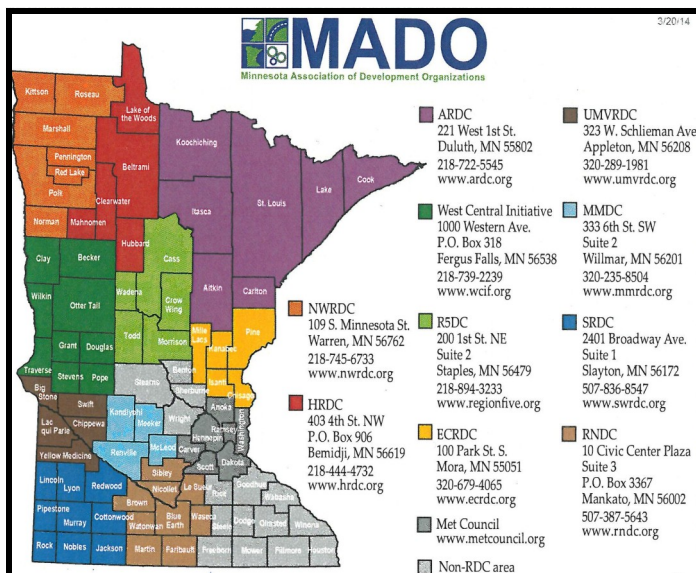 3/20/14
MADO
Minnesota Association of Development Organizations
Kittson
Roseau
Lake of
the Woods
Marshall
Koochiching
Pennington
Beltrami
Red Lake
Cook
Lake
Polk
St. Louis
Clearwater
Itasca
Norman
Mahnomen
Hubbard
Cass
Clay
Becker
Wadena
Crow
Wing
Aitkin
Carlton
Wilkin
Otter Tail
Todd
Mille
Lacs
Pine
Grant
Douglas
Morrison
Kanabec
Traverse
Stevens
Pope
Benton
Isanti
Big
Stone
Stearns
Sherburne
Chisago
Swift
Anoka
Kandiyohi
Meeker
Wright
Lac
qui Parle
Chippewa
Hennepin
Ramsey
Washington
Renville
McLeod
Carver
Yellow Medicine
Scott
Dakota
Sibley
Lincoln
Lyon
Redwood
Nicollet
Le Sueur
Rice
Goodhue
Wabasha
Brown
Pipestone
Murray
Cottonwood
Watonwan
Blue
Earth
Waseca
Steele
Dodge
Olmsted
Winona
Rock
Nobles
Jackson
Martin
Faribault
Freeborn
Mower
Fillmore
Houston
NWRDC
109 S. Minnesota St.
Warren, MN 56762
218-745-6733
www.nwrdc.org
HRDC
403 4th St. NW
P.O. Box 906
Bemidji, MN 56619
218-444-4732
www.hrdc.org
ARDC
221 West 1st St.
Duluth, MN 55802
218-722-5545
www.ardc.org
West Central Initiative
1000 Western Ave.
P.O. Box 318
Fergus Falls, MN 56538
218-739-2239
www.wcif.org
R5DC
200 1st St. NE
Suite 2
Staples, MN 56479
218-894-3233
www.regionfive.org
ECRDC
100 Park St. S.
Mora, MN 55051
320-679-4065
www.ecrdc.org
Met Council
www.metcouncil.org
Non-RDC area
UMVRDC
323 W. Schlieman Ave
Appleton, MN 56208
320-289-1981
www.umvrdc.org
MMDC
333 6th St. SW
Suite 2
Willmar, MN 56201
320-235-8504
www.mmrdc.org
SRDC
2401 Broadway Ave.
Suite 1
Slayton, MN 56172
507-836-8547
www.swrdc.org
RNDC
10 Civic Center Plaza
Suite 3
P.O. Box 3367
Mankato, MN 56002
507-387-5643
www.rndc.org